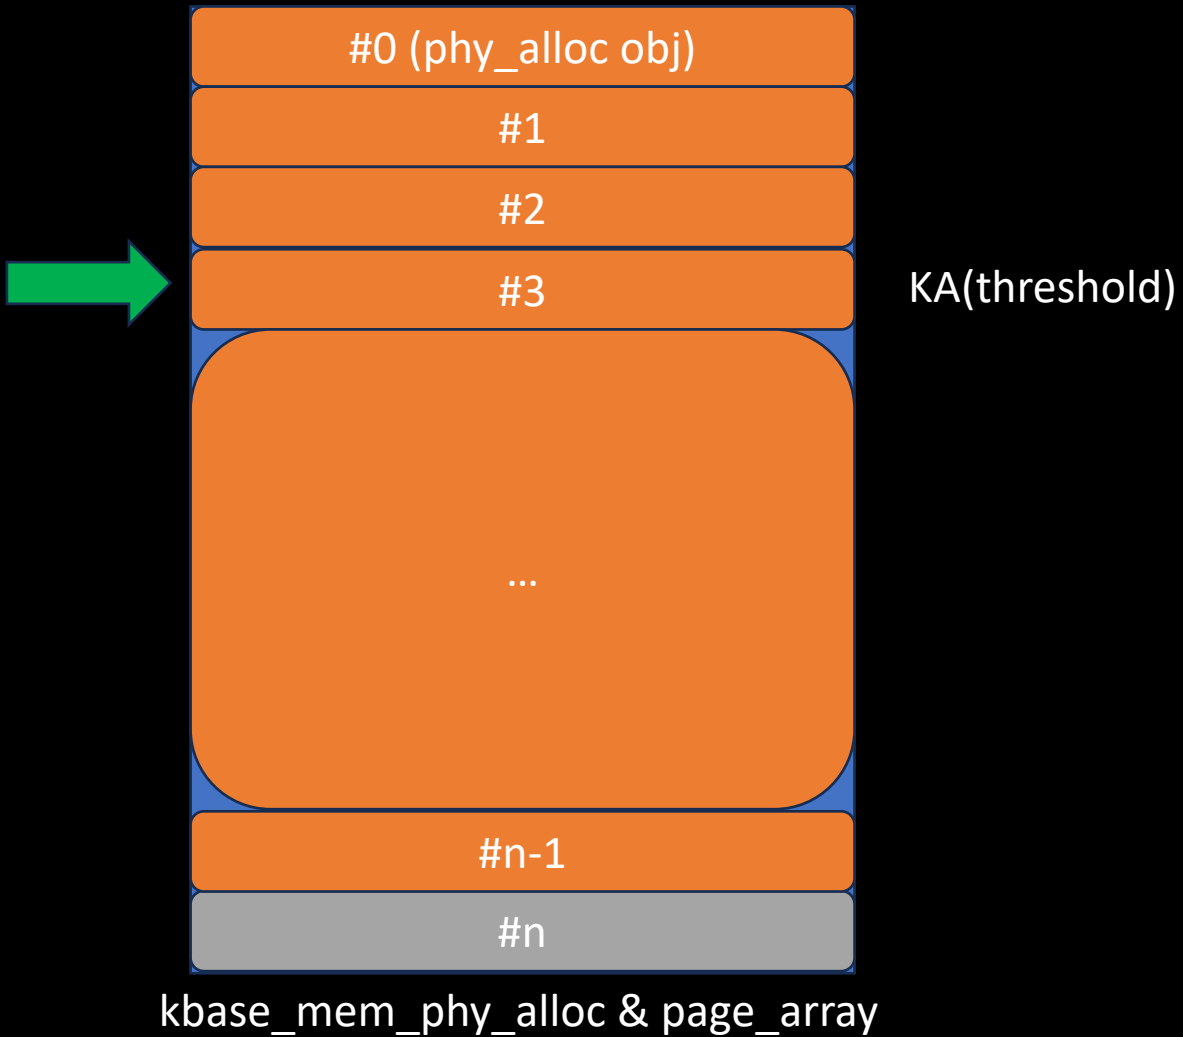 #0 (phy_alloc obj)
#1
#2
#3
KA(threshold)
...
#n-1
#n
kbase_mem_phy_alloc & page_array